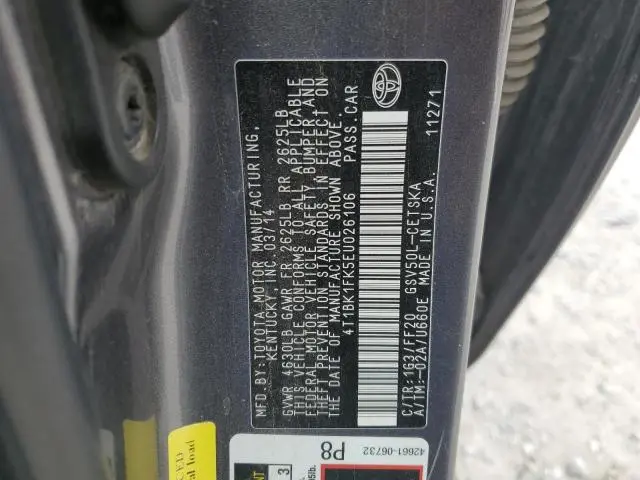 MFD.BY:TOYOTA MOTOR MANUFACTURING,
KENTUCKY, INC. 03/14
GVWR 4630LB GAWR FR 2625LB RR 2625LB
THIS VEHICLE CONFORMS TO ALL APPLICABLE
FEDERAL MOTOR VEHICLE SAFETY, BUMPER, AND
THEFT PREVENTION STANDARDS IN EFFECT ON
THE DATE OF MANUFACTURE SHOWN ABOVE.
4T1BK1FK5EU026106 PASS.CAR
C/TR:1G3/FF20 GSV50L-CETSKA
A/TM:-02A/U660E MADE IN U.S.A.
11271
P8
42661-06732
3
al load